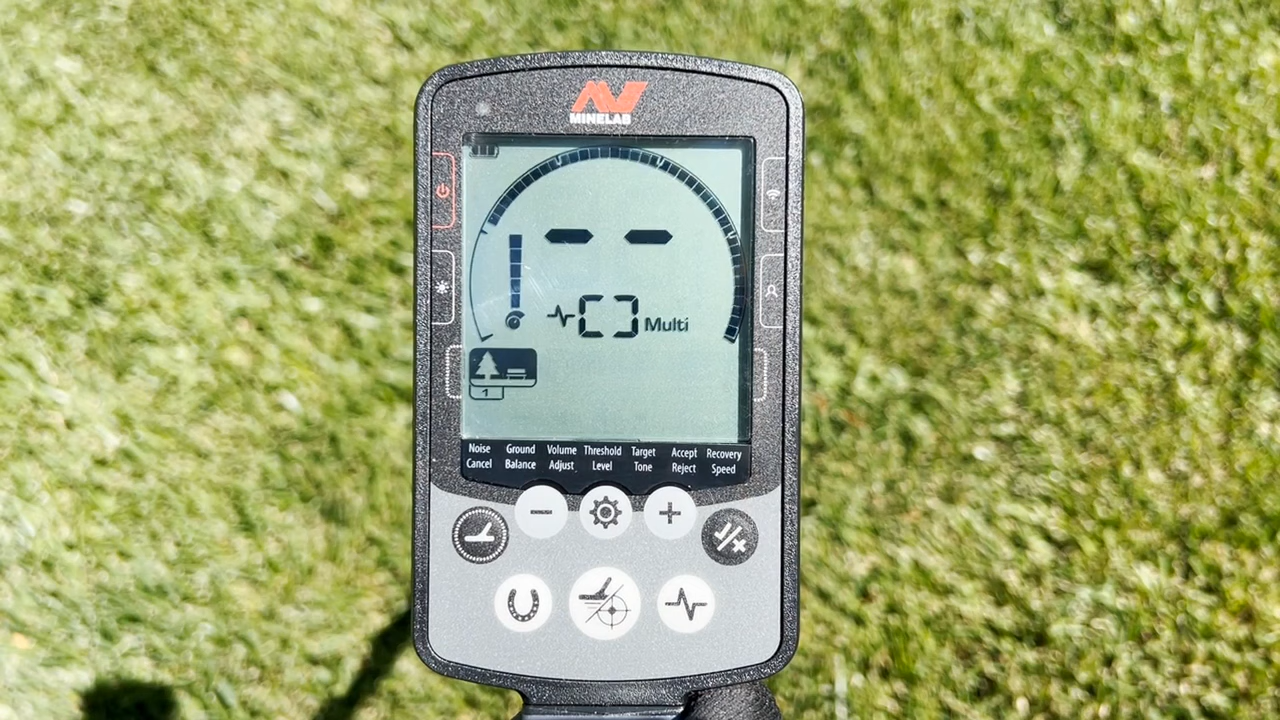 MINELAB
Multi
1
Noise Cancel
Ground Balance
Volume Adjust
Threshold Level
Target Tone
Accept Reject
Recovery Speed